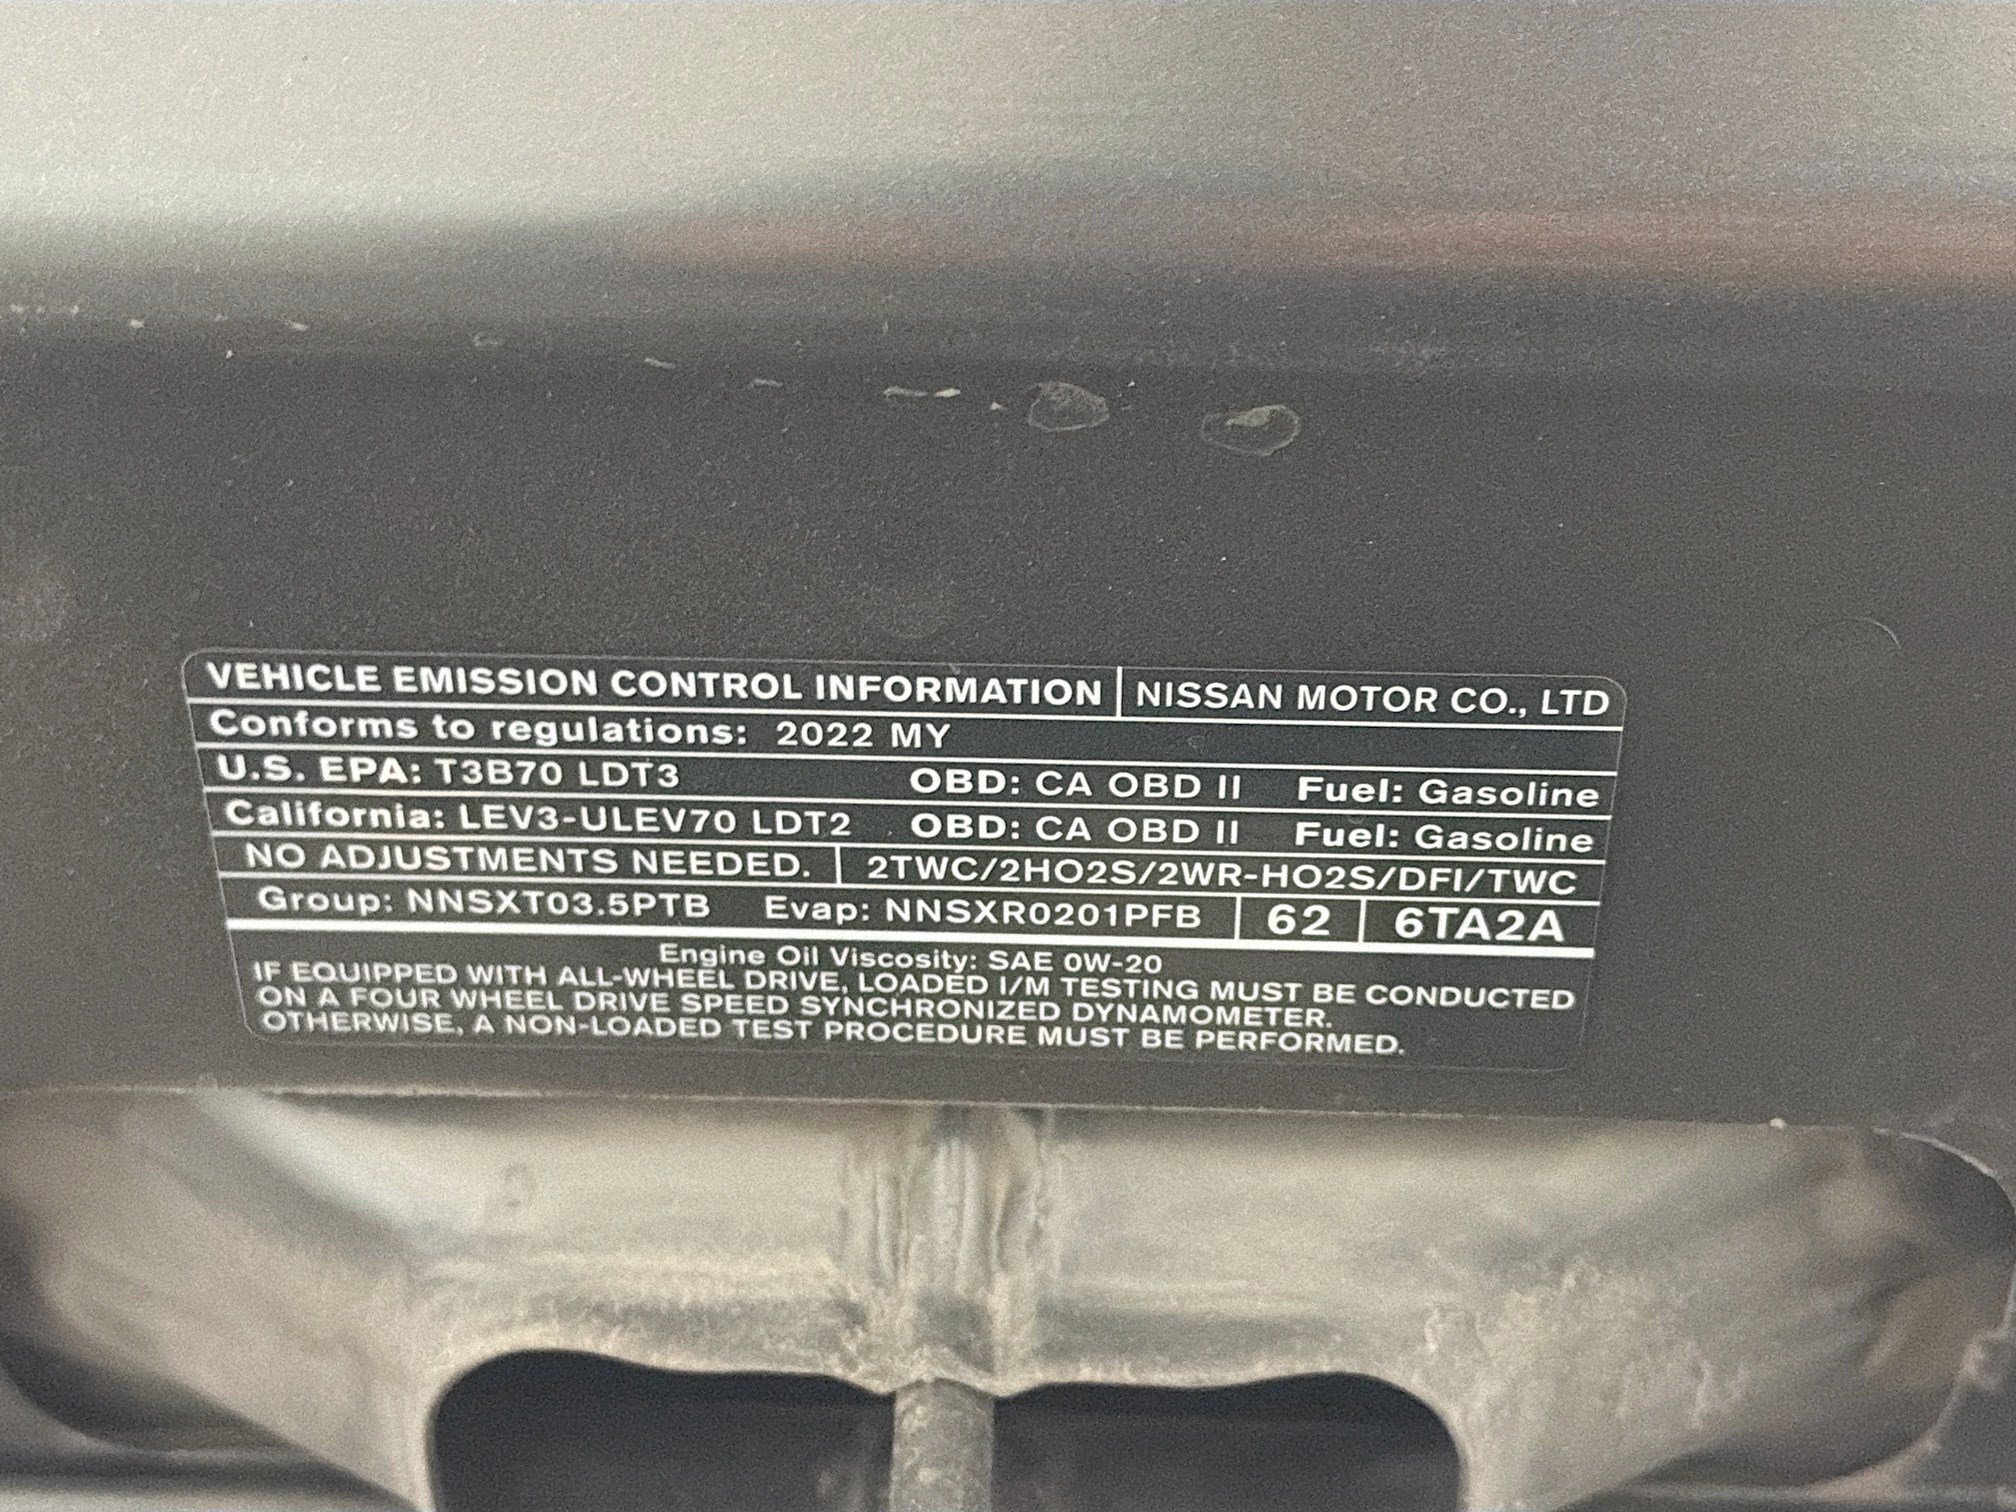 VEHICLE EMISSION CONTROL INFORMATION NISSAN MOTOR CO., LTD
Conforms to regulations: 2022 MY
U.S. EPA: T3B70 LDT3 OBD: CA OBD II Fuel: Gasoline
California: LEV3-ULEV70 LDT2 OBD: CA OBD II Fuel: Gasoline
NO ADJUSTMENTS NEEDED. 2TWC/2HO2S/2WR-HO2S/DFI/TWC
Group: NNSXT03.5PTB Evap: NNSXR0201PFB 62 6TA2A
Engine Oil Viscosity: SAE 0W-20
IF EQUIPPED WITH ALL-WHEEL DRIVE, LOADED I/M TESTING MUST BE CONDUCTED
ON A FOUR WHEEL DRIVE SPEED SYNCHRONIZED DYNAMOMETER.
OTHERWISE, A NON-LOADED TEST PROCEDURE MUST BE PERFORMED.